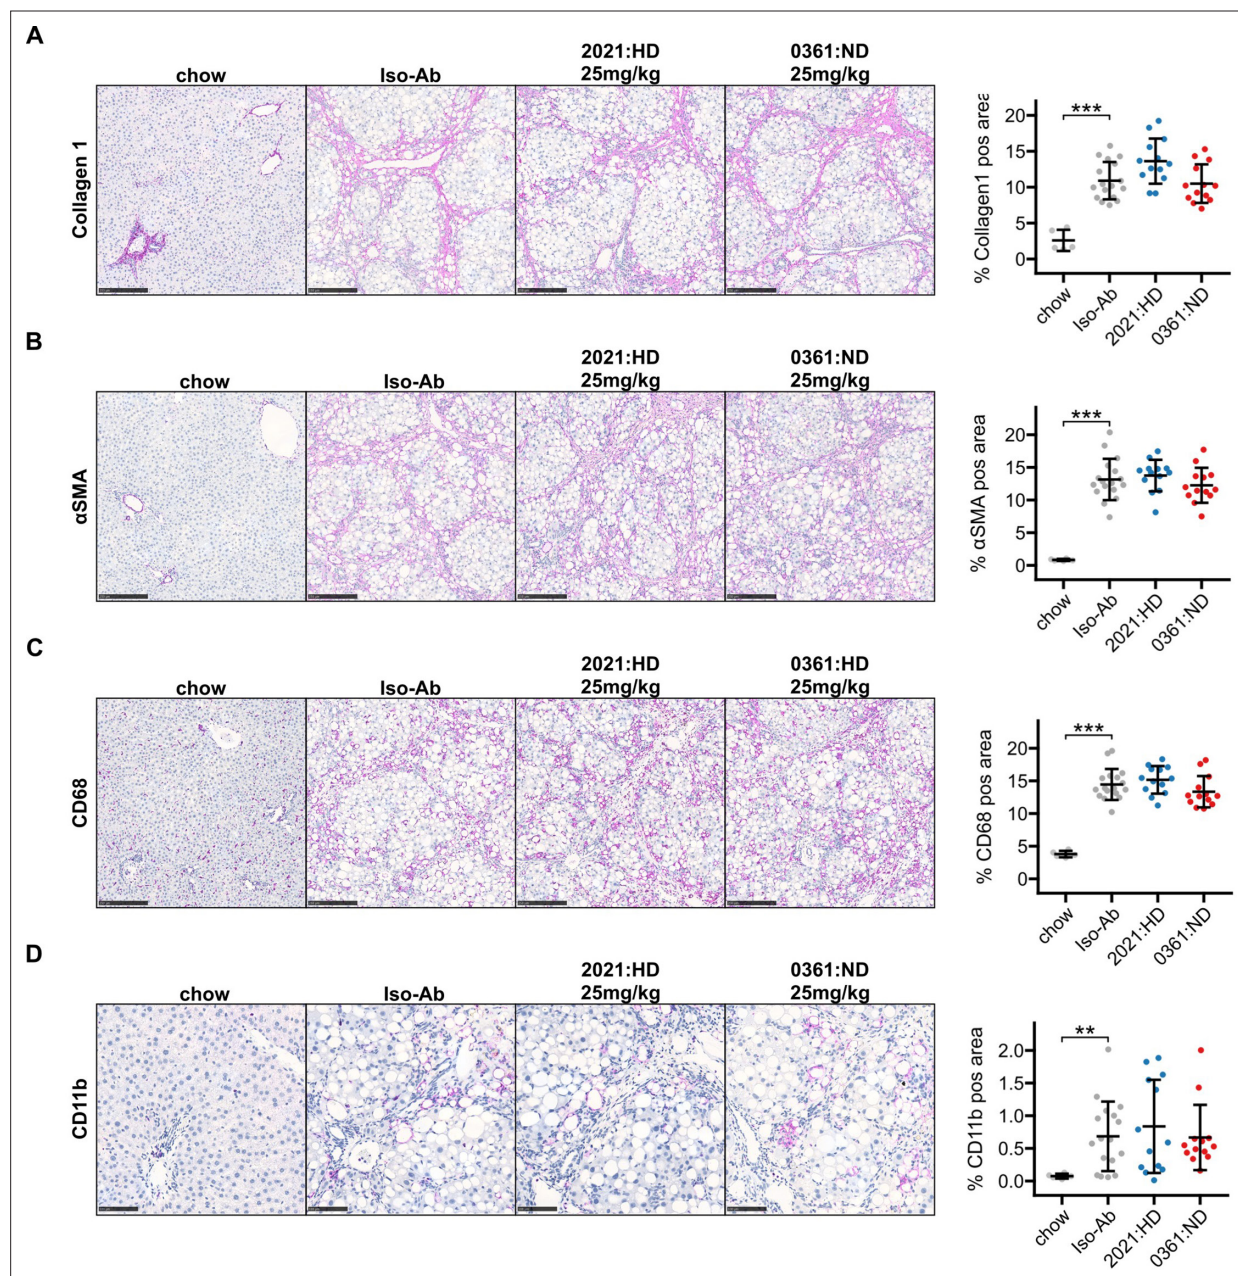 A
chow
Iso-Ab
2021:HD
25mg/kg
0361:ND
25mg/kg
Collagen 1
% Collagen1 pos area
20
15
10
5
0
***
chow
Iso-Ab
2021:HD
0361:ND
B
chow
Iso-Ab
2021:HD
25mg/kg
0361:ND
25mg/kg
αSMA
% αSMA pos area
20
15
10
5
0
***
chow
Iso-Ab
2021:HD
0361:ND
C
chow
Iso-Ab
2021:HD
25mg/kg
0361:HD
25mg/kg
CD68
% CD68 pos area
20
15
10
5
0
***
chow
Iso-Ab
2021:HD
0361:ND
D
chow
Iso-Ab
2021:HD
25mg/kg
0361:ND
25mg/kg
CD11b
% CD11b pos area
2.0
1.5
1.0
0.5
0.0
**
chow
Iso-Ab
2021:HD
0361:ND